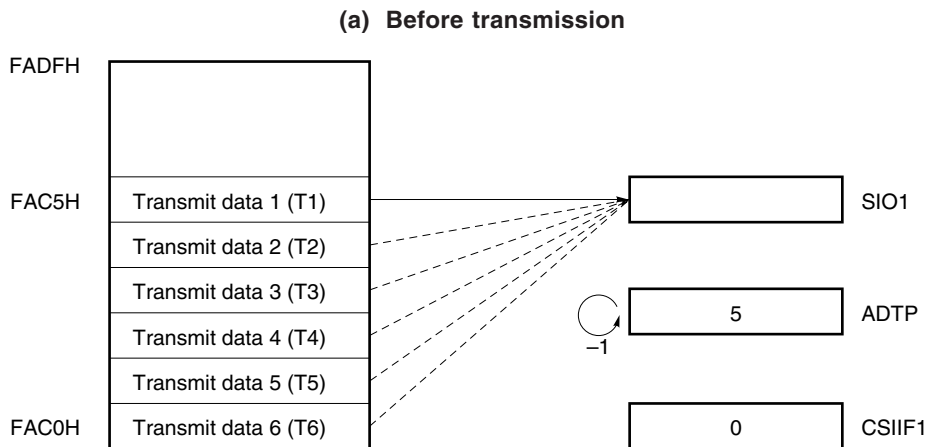 (a) Before transmission
FADFH
FAC5H
Transmit data 1 (T1)
SIO1
Transmit data 2 (T2)
Transmit data 3 (T3)
5
ADTP
–1
Transmit data 4 (T4)
Transmit data 5 (T5)
FAC0H
Transmit data 6 (T6)
0
CSIIF1